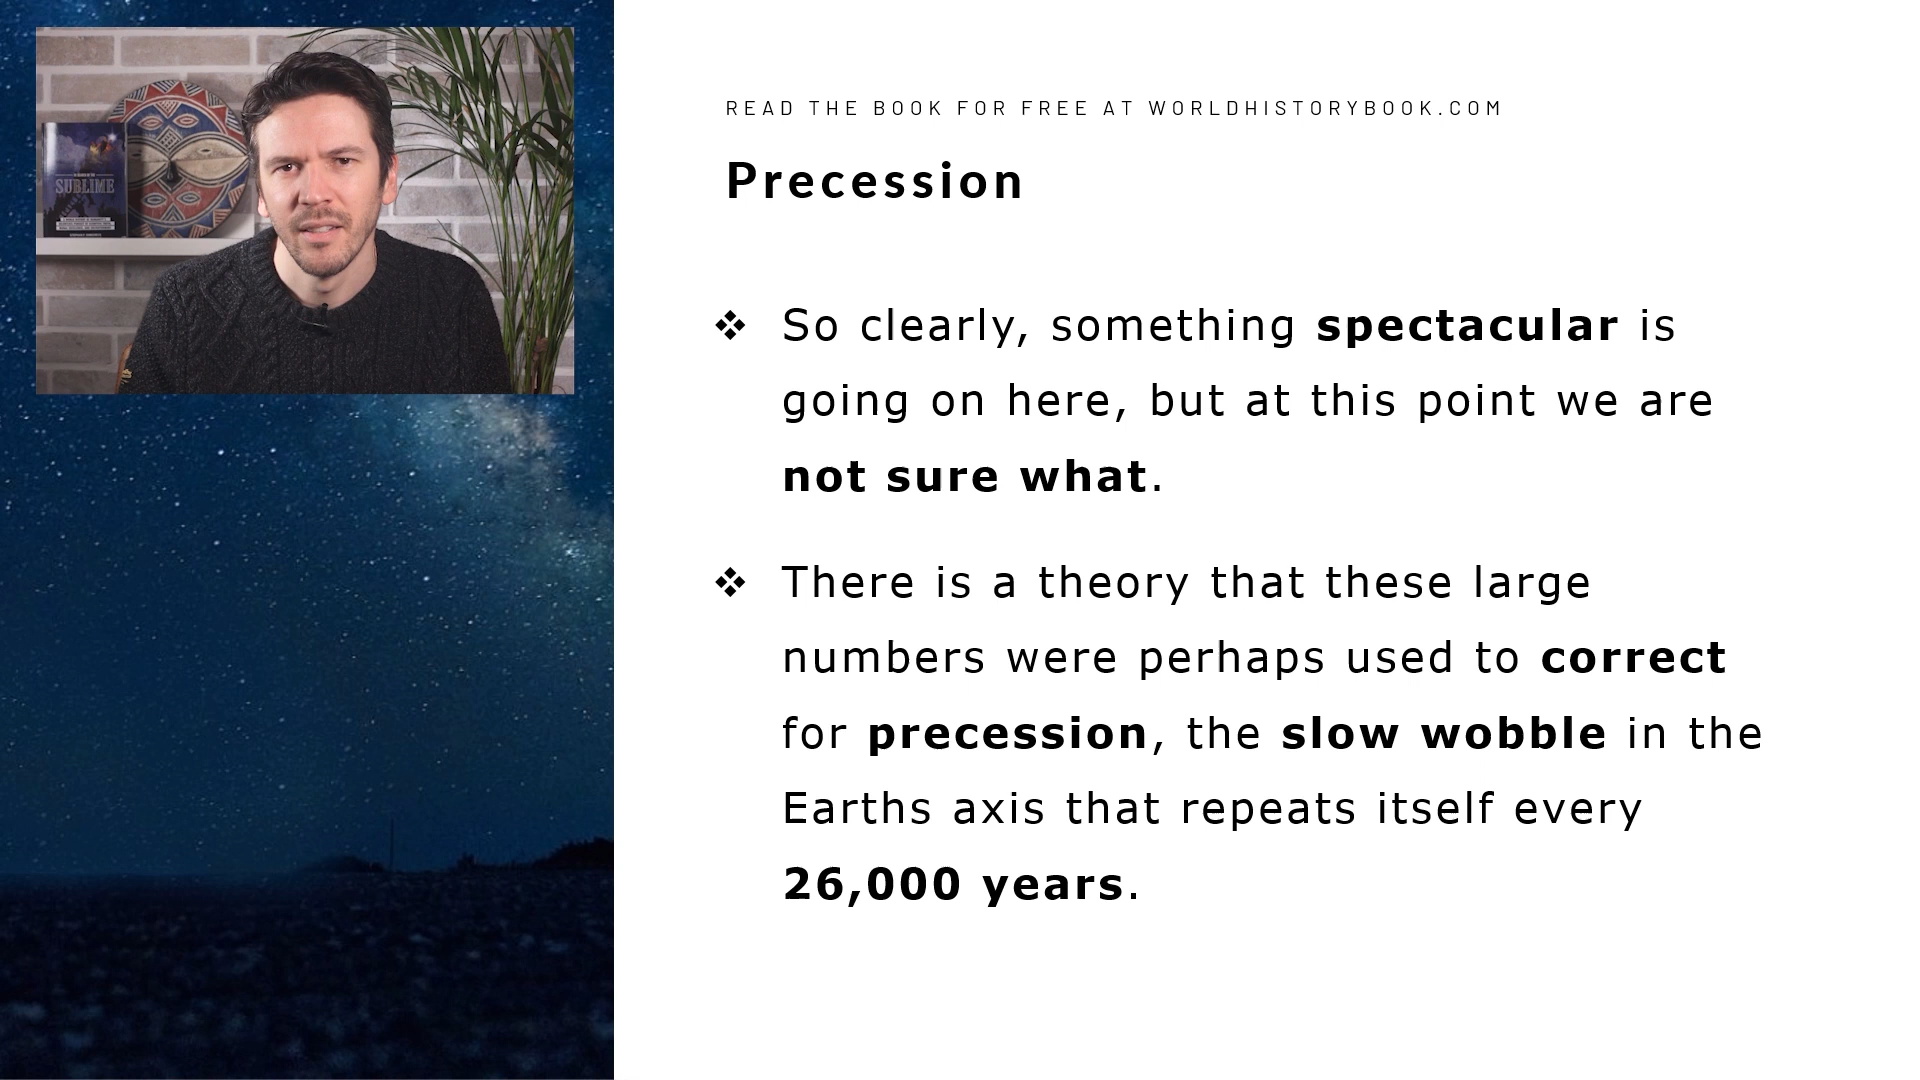 READ THE BOOK FOR FREE AT WORLDHISTORYBOOK.COM
Precession
❖ So clearly, something spectacular is
going on here, but at this point we are
not sure what.
❖ There is a theory that these large
numbers were perhaps used to correct
for precession, the slow wobble in the
Earths axis that repeats itself every
26,000 years.
SUBLIME